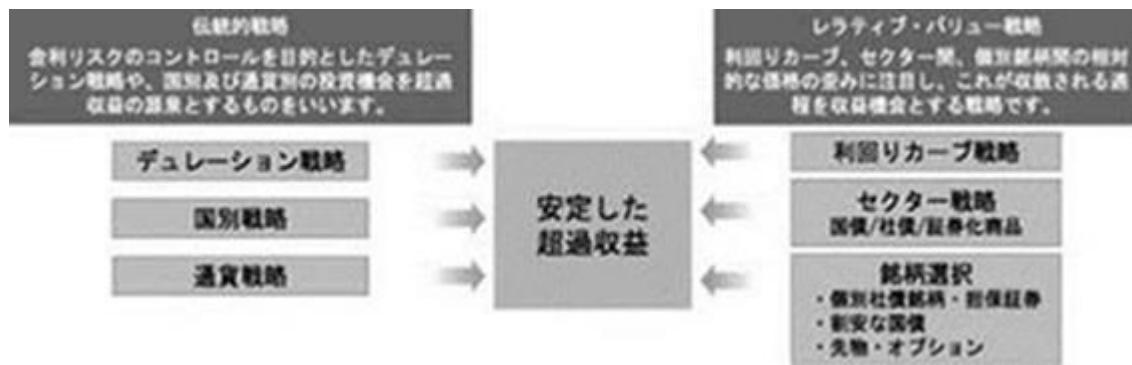 伝統的戦略
金利リスクのコントロールを目的としたデュレー
ション戦略や、国別及び通貨別の投資機会を超過
収益の源泉とするものをいいます。
デュレーション戦略
国別戦略
通貨戦略
安定した
超過収益
レラティブ・バリュー戦略
利回りカーブ、セクター間、個別銘柄間の相対
的な価格の歪みに注目し、これが収斂される過
程を収益機会とする戦略です。
利回りカーブ戦略
セクター戦略
国債/社債/証券化商品
銘柄選択
・個別社債銘柄・担保証券
・割安な国債
・先物・オプション